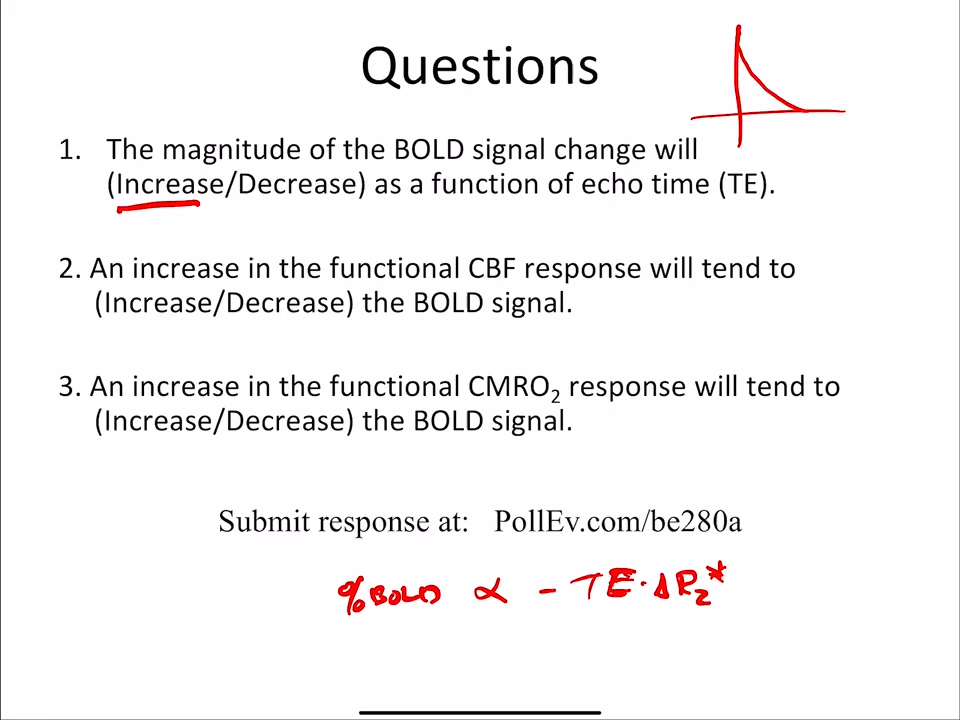 Questions
1. The magnitude of the BOLD signal change will
(Increase/Decrease) as a function of echo time (TE).
2. An increase in the functional CBF response will tend to
(Increase/Decrease) the BOLD signal.
3. An increase in the functional CMRO₂ response will tend to
(Increase/Decrease) the BOLD signal.
Submit response at: PollEv.com/be280a
%BOLD ∝ - TE·ΔR₂*